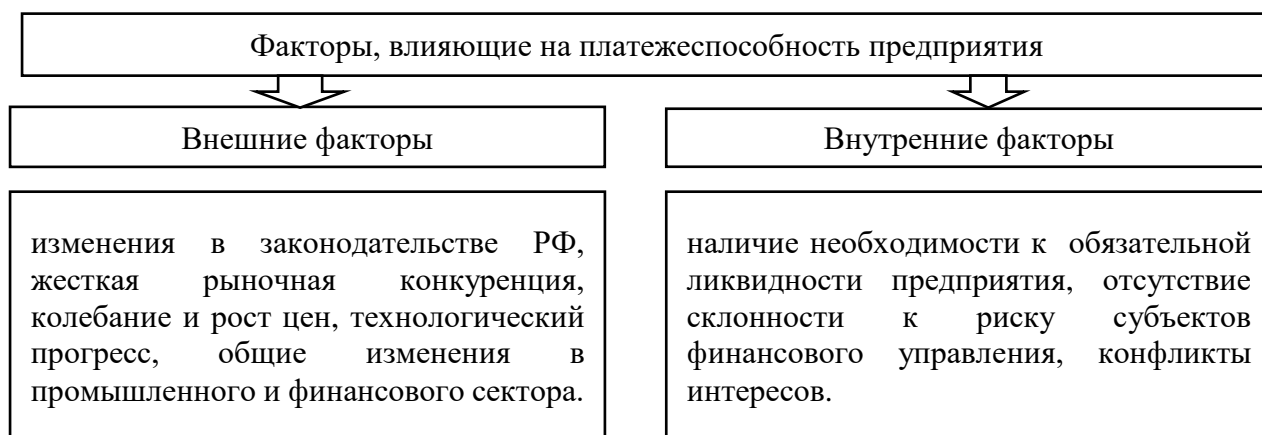 Факторы, влияющие на платежеспособность предприятия
Внешние факторы
Внутренние факторы
изменения в законодательстве РФ,
жесткая рыночная конкуренция,
колебание и рост цен, технологический
прогресс, общие изменения в
промышленного и финансового сектора.
наличие необходимости к обязательной
ликвидности предприятия, отсутствие
склонности к риску субъектов
финансового управления, конфликты
интересов.